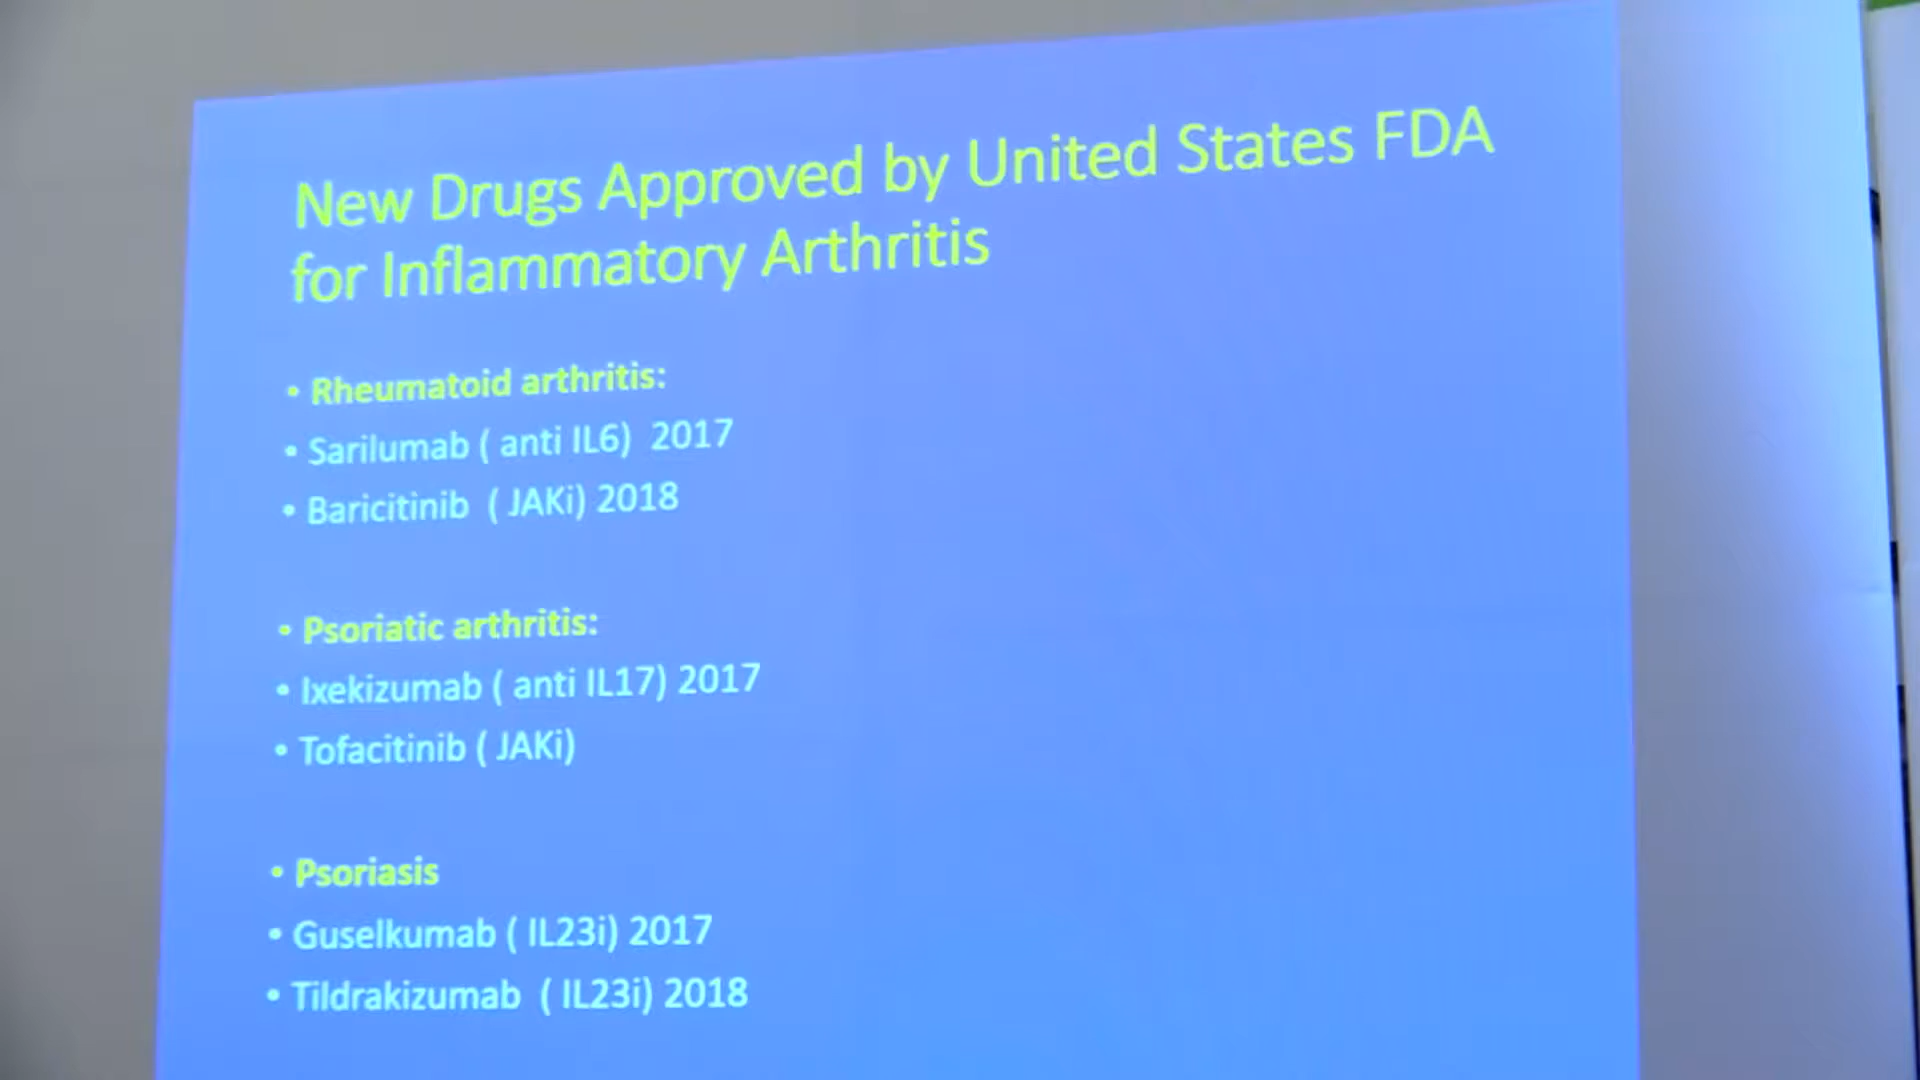 New Drugs Approved by United States FDA
for Inflammatory Arthritis
• Rheumatoid arthritis:
• Sarilumab ( anti IL6)  2017
• Baricitinib  ( JAKi) 2018
• Psoriatic arthritis:
• Ixekizumab ( anti IL17) 2017
• Tofacitinib ( JAKi)
• Psoriasis
• Guselkumab ( IL23i) 2017
• Tildrakizumab  ( IL23i) 2018